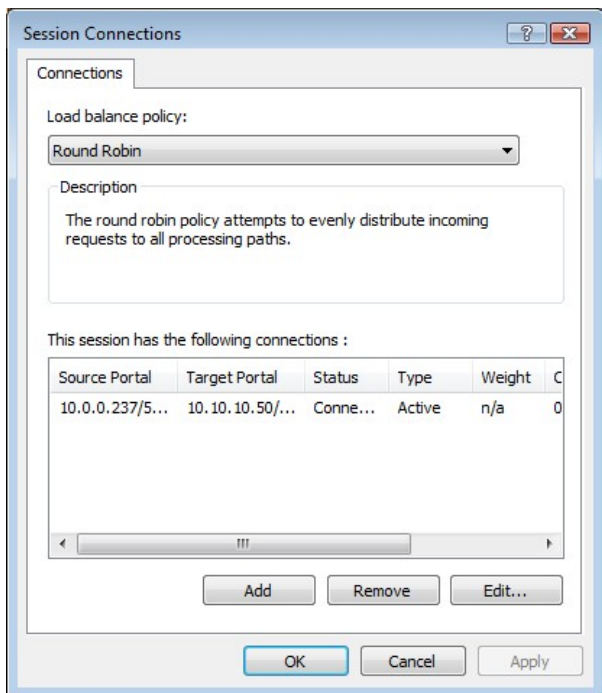 Session Connections
Connections
Load balance policy:
Round Robin
Description
The round robin policy attempts to evenly distribute incoming
requests to all processing paths.
This session has the following connections :
Source Portal Target Portal Status Type Weight C
10.0.0.237/5... 10.10.10.50/... Conne... Active n/a 0
Add Remove Edit...
OK Cancel Apply